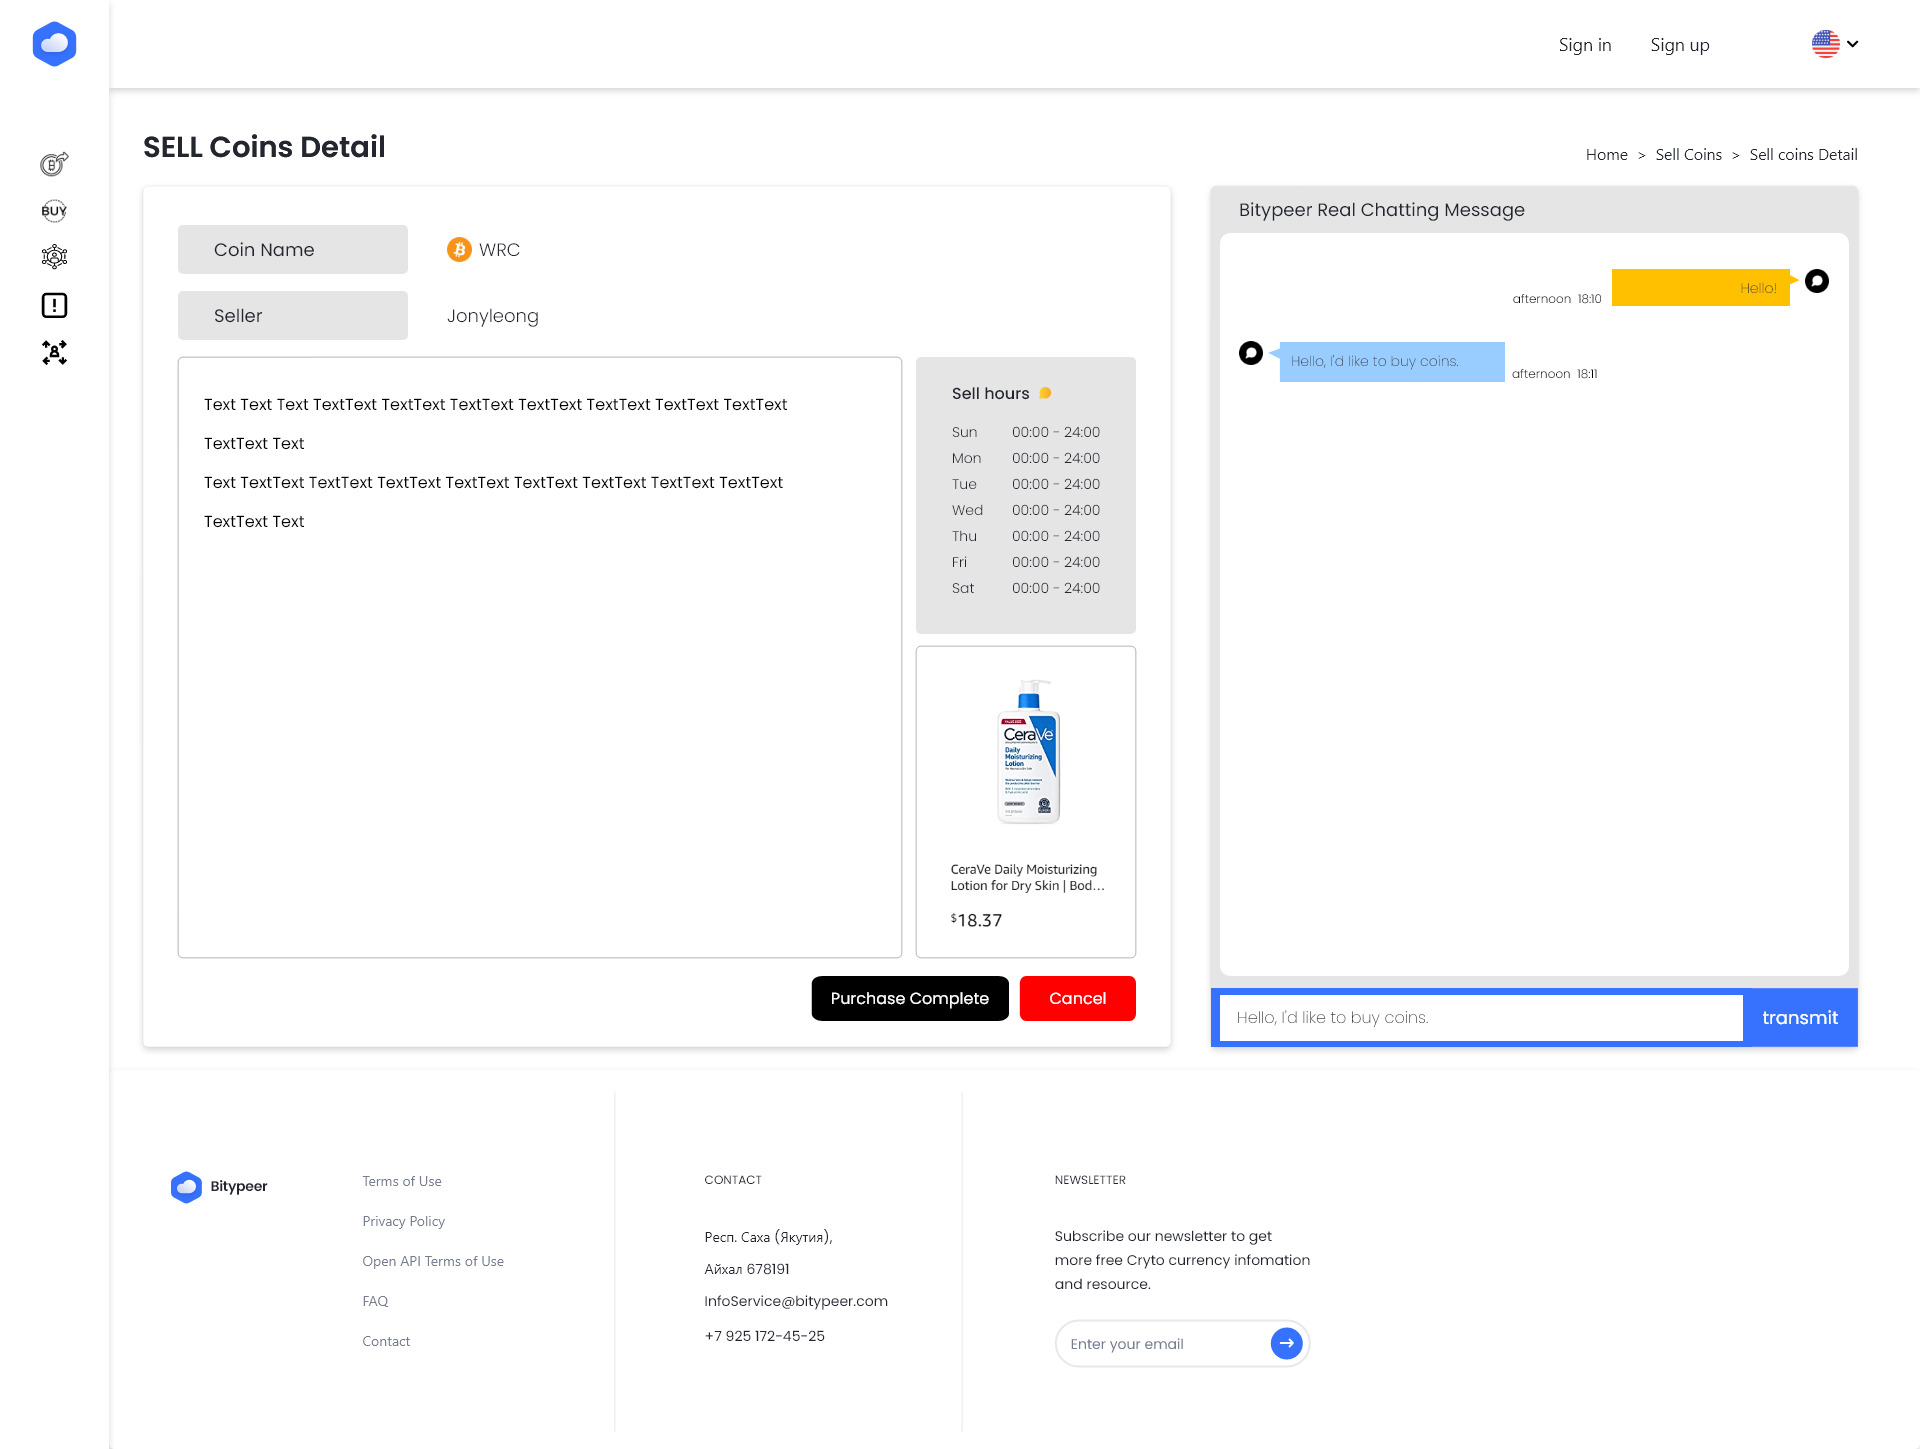 Sign in
Sign up
SELL Coins Detail
Home > Sell Coins > Sell coins Detail
BUY
Coin Name
WRC
Seller
Jonyleong
Text Text Text TextText TextText TextText TextText TextText TextText TextText
TextText Text
Text TextText TextText TextText TextText TextText TextText TextText TextText
TextText Text
Sell hours
Sun 00:00 - 24:00
Mon 00:00 - 24:00
Tue 00:00 - 24:00
Wed 00:00 - 24:00
Thu 00:00 - 24:00
Fri 00:00 - 24:00
Sat 00:00 - 24:00
CeraVe
Daily
Moisturizing
Lotion
CeraVe Daily Moisturizing
Lotion for Dry Skin | Bod...
$18.37
Purchase Complete
Cancel
Bitypeer Real Chatting Message
afternoon 18:10
Hello!
Hello, I'd like to buy coins.
afternoon 18:11
Hello, I'd like to buy coins.
transmit
Bitypeer
Terms of Use
Privacy Policy
Open API Terms of Use
FAQ
Contact
CONTACT
Респ. Саха (Якутия),
Айхал 678191
InfoService@bitypeer.com
+7 925 172-45-25
NEWSLETTER
Subscribe our newsletter to get
more free Cryto currency infomation
and resource.
Enter your email